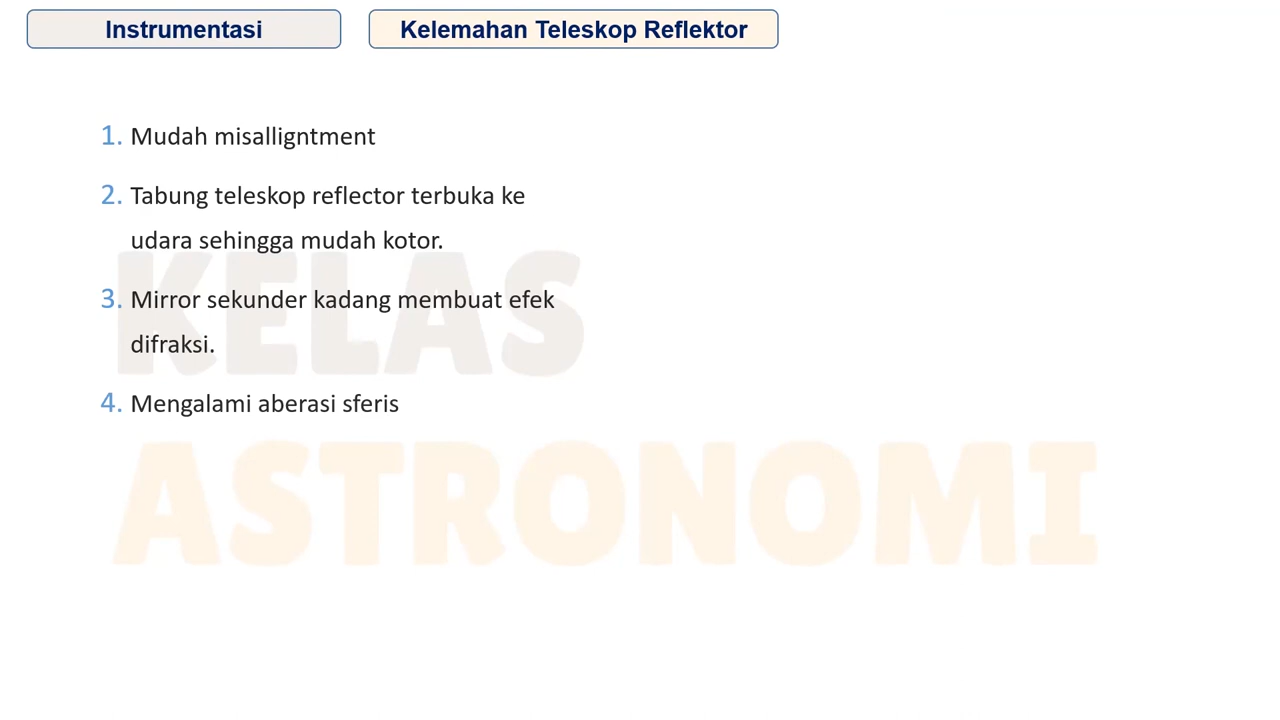 Instrumentasi
Kelemahan Teleskop Reflektor
1. Mudah misalligntment
2. Tabung teleskop reflector terbuka ke
udara sehingga mudah kotor.
3. Mirror sekunder kadang membuat efek
difraksi.
4. Mengalami aberasi sferis
KELAS
ASTRONOMI